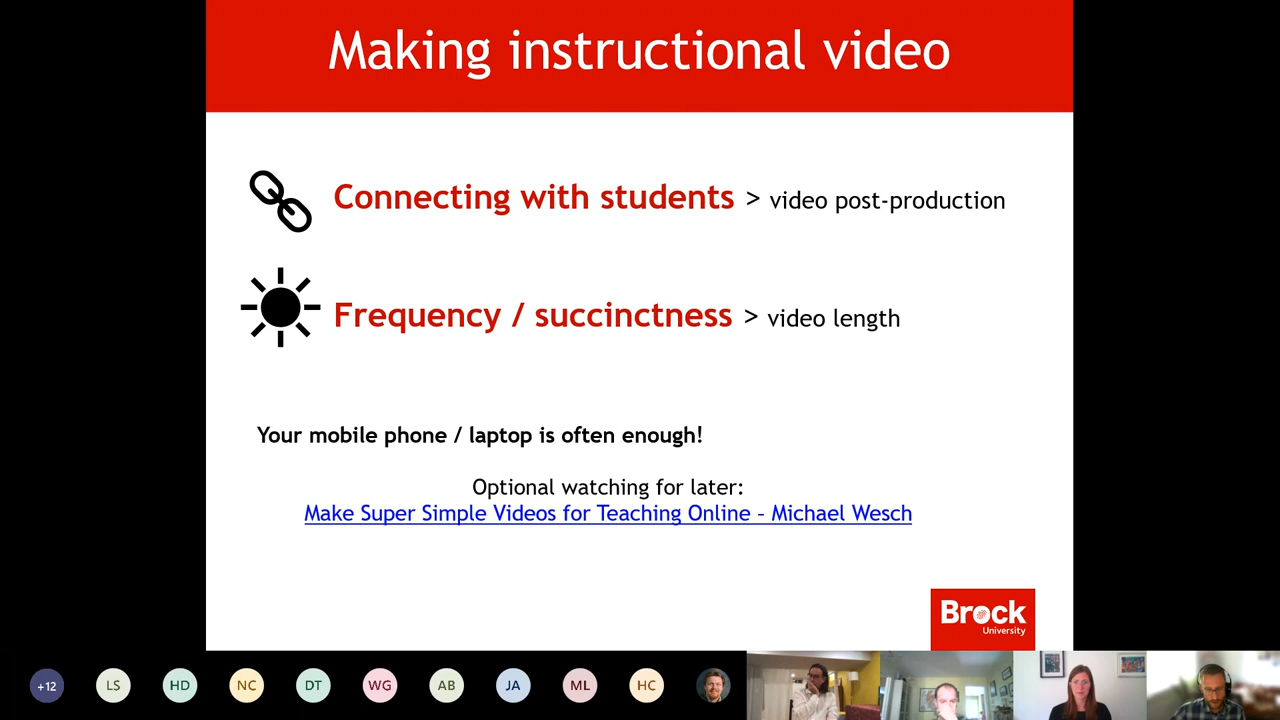 Making instructional video
Connecting with students > video post-production
Frequency / succinctness > video length
Your mobile phone / laptop is often enough!
Optional watching for later:
Make Super Simple Videos for Teaching Online – Michael Wesch
Brock
University
+12 LS HD NC DT WG AB JA ML HC